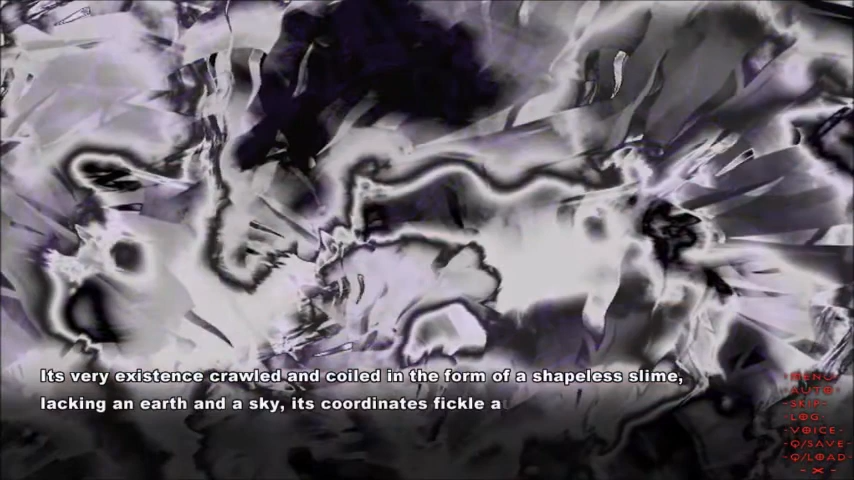 Its very existence crawled and coiled in the form of a shapeless slime,
lacking an earth and a sky, its coordinates fickle a
-MENU-
-AUTO-
-SKIP-
-LOG-
-VOICE-
-Q/SAVE-
-Q/LOAD-
-X-